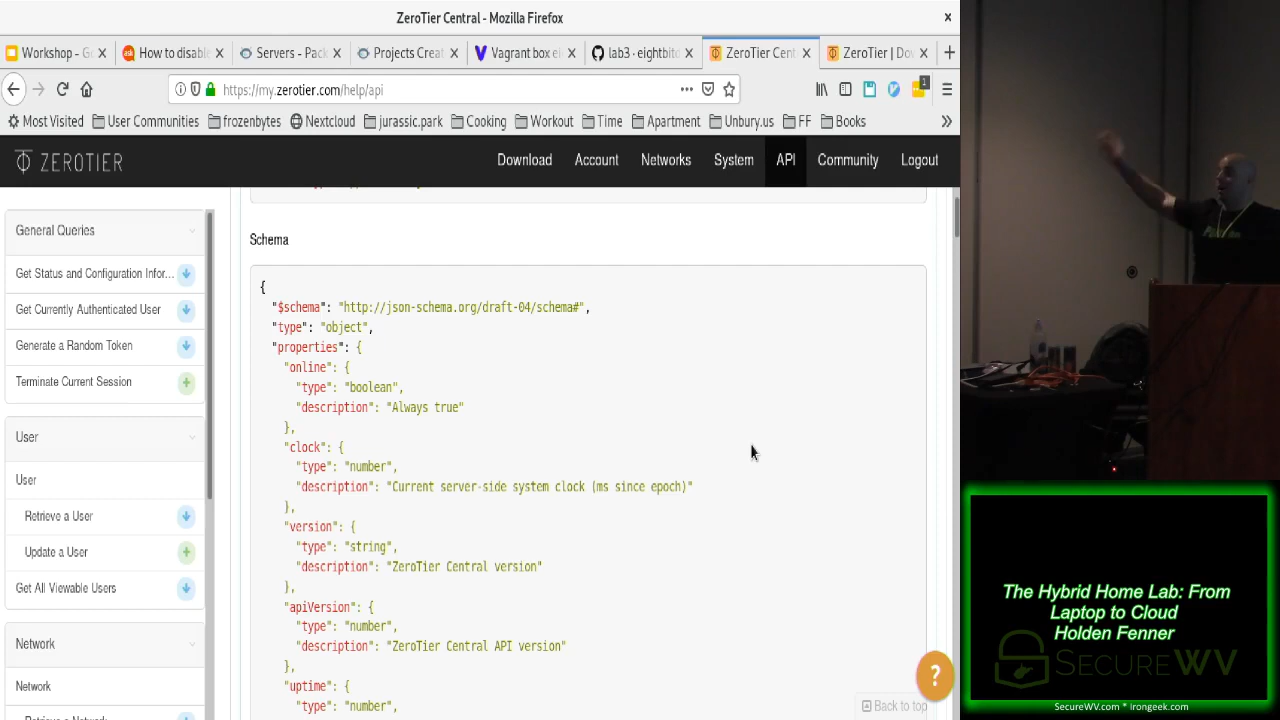 ZeroTier Central - Mozilla Firefox
Workshop - G
How to disabl
Servers - Pack
Projects Creat
Vagrant box e
lab3 · eightbit
ZeroTier Cent
ZeroTier | Dow
https://my.zerotier.com/help/api
1
Most Visited
User Communities
frozenbytes
Nextcloud
jurassic.park
Cooking
Workout
Time
Apartment
Unbury.us
FF
Books
ZEROTIER
Download
Account
Networks
System
API
Community
Logout
General Queries
Get Status and Configuration Infor...
Get Currently Authenticated User
Generate a Random Token
Terminate Current Session
User
User
Retrieve a User
Update a User
Get All Viewable Users
Network
Network
Schema
{
"$schema": "http://json-schema.org/draft-04/schema#",
"type": "object",
"properties": {
"online": {
"type": "boolean",
"description": "Always true"
},
"clock": {
"type": "number",
"description": "Current server-side system clock (ms since epoch)"
},
"version": {
"type": "string",
"description": "ZeroTier Central version"
},
"apiVersion": {
"type": "number",
"description": "ZeroTier Central API version"
},
"uptime": {
"type": "number",
?
Back to top
The Hybrid Home Lab: From
Laptop to Cloud
Holden Fenner
SECUREWV
SecureWV.com * irongeek.com